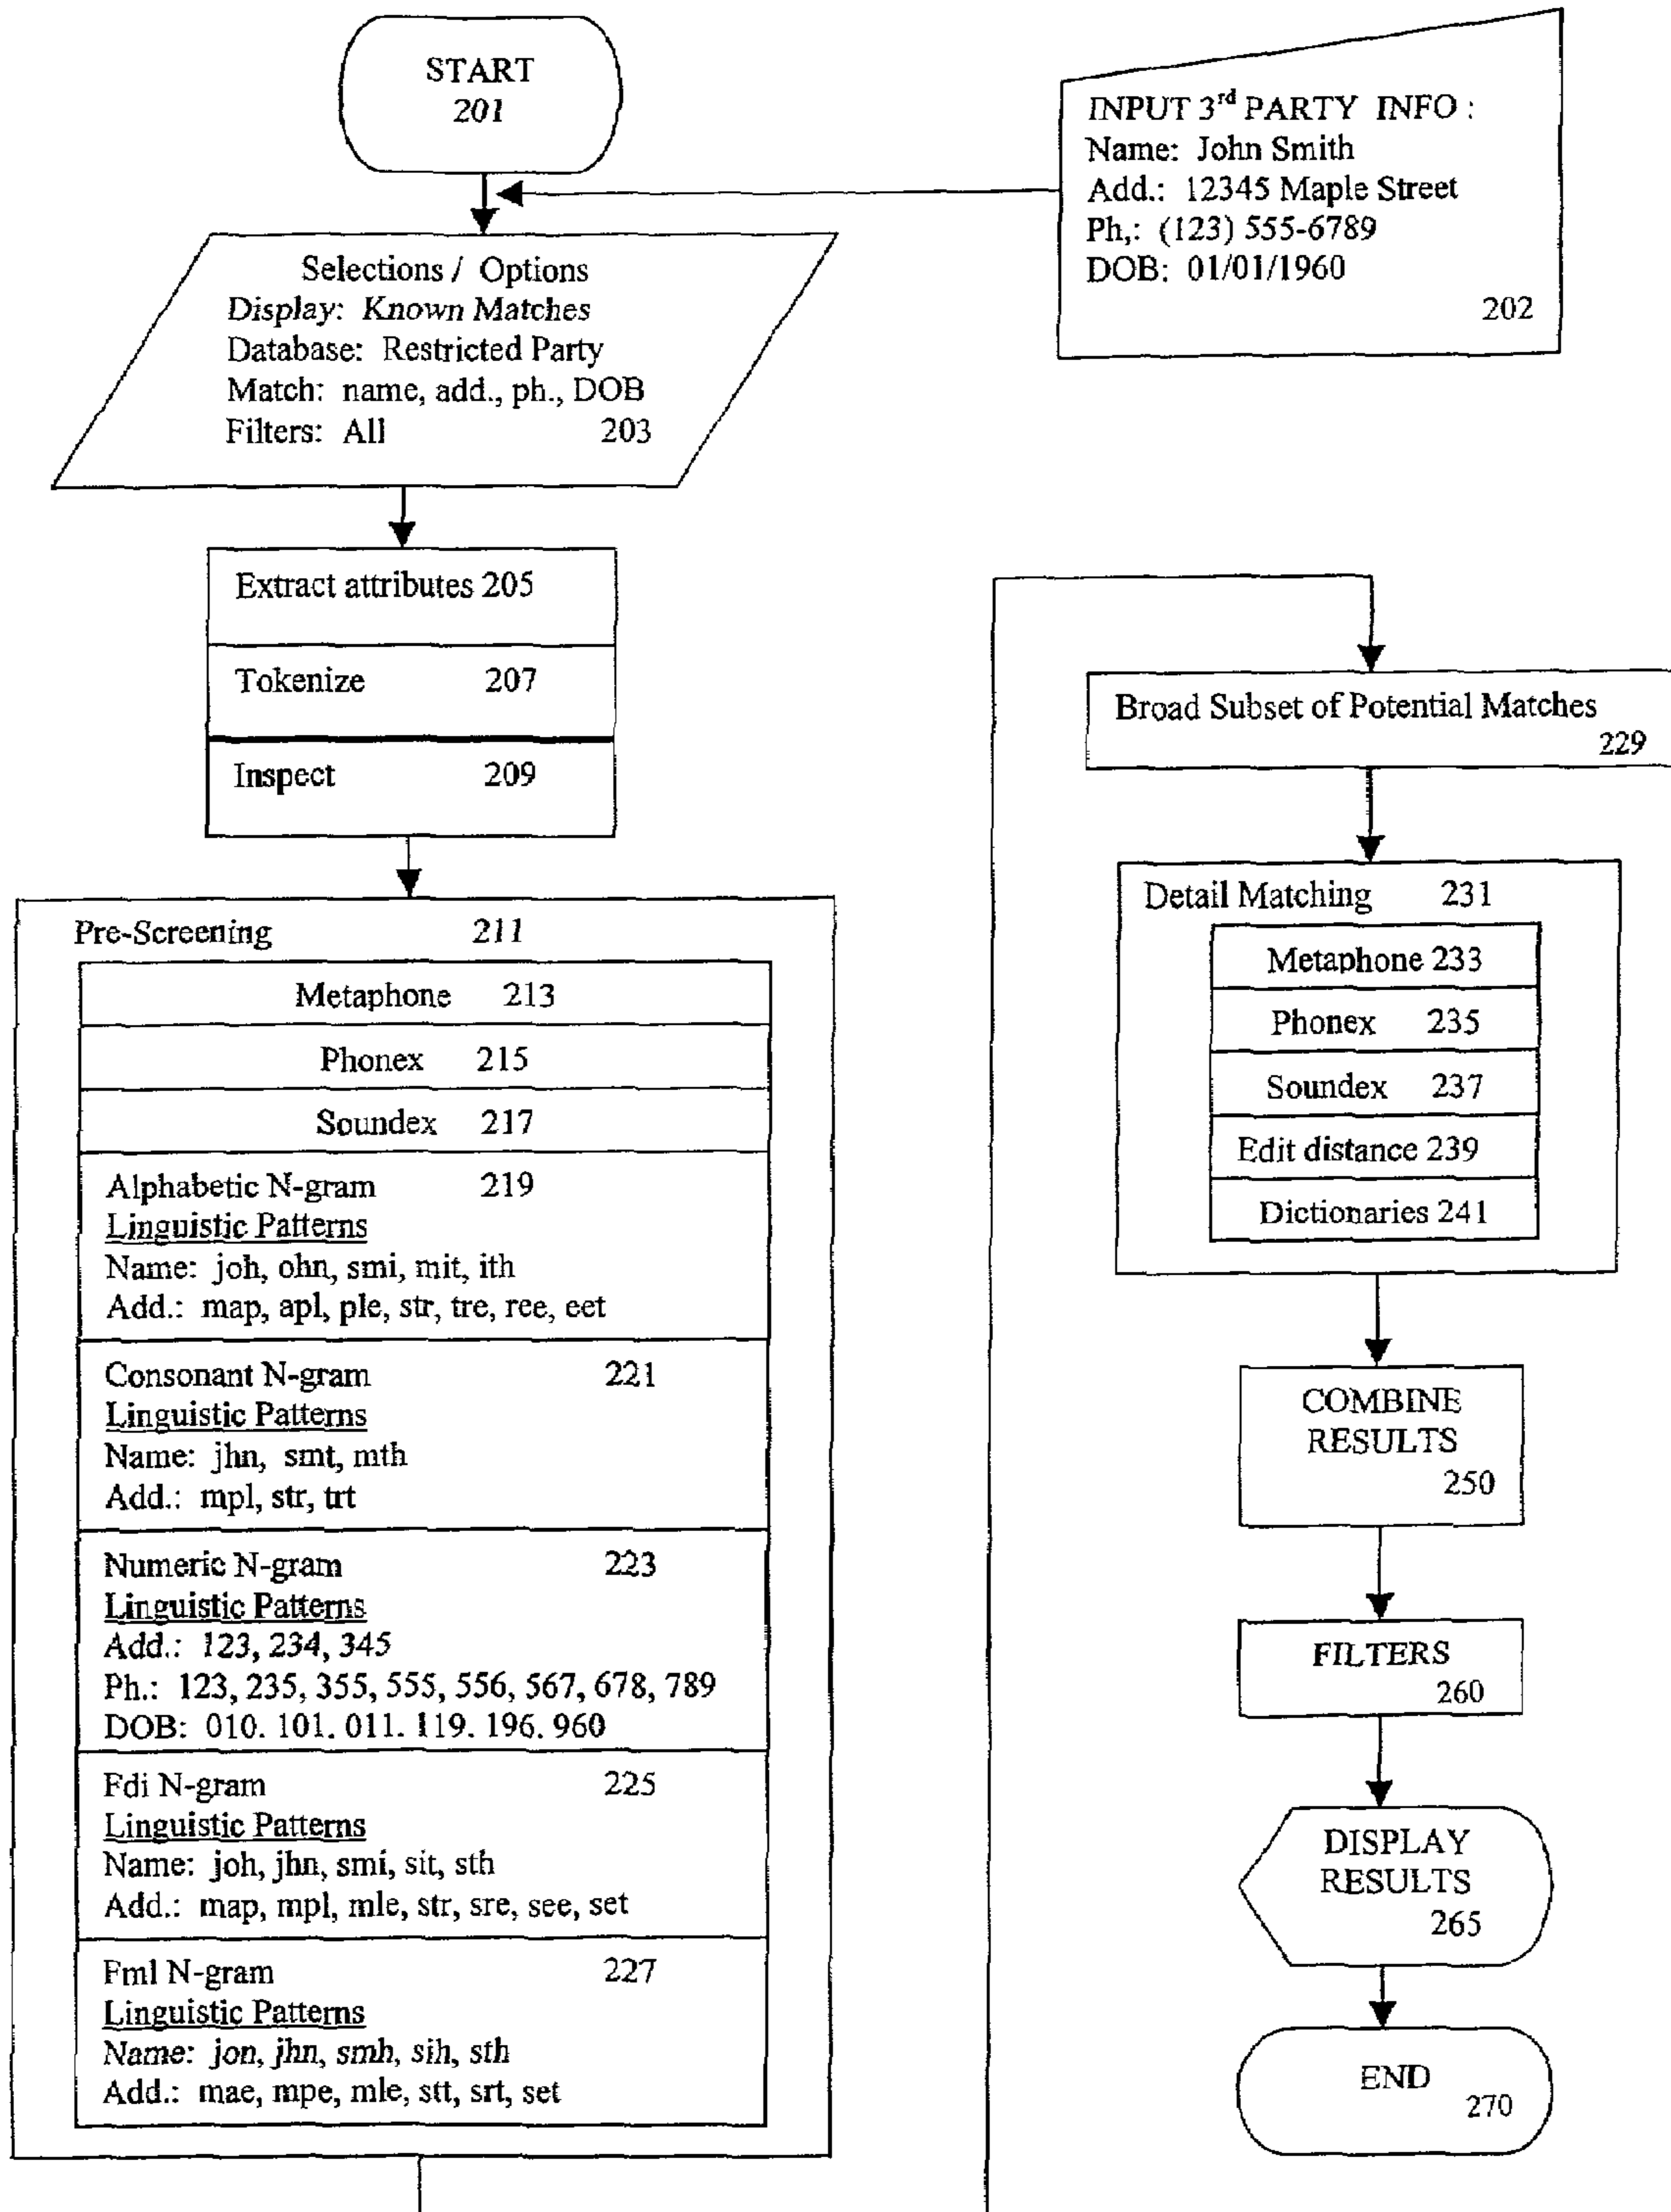 START
201
INPUT 3rd PARTY INFO :
Name: John Smith
Add.: 12345 Maple Street
Ph,: (123) 555-6789
DOB: 01/01/1960
202
Selections / Options
Display: Known Matches
Database: Restricted Party
Match: name, add., ph., DOB
Filters: All 203
Extract attributes 205
Tokenize 207
Inspect 209
Pre-Screening 211
Metaphone 213
Phonex 215
Soundex 217
Alphabetic N-gram 219
Linguistic Patterns
Name: joh, ohn, smi, mit, ith
Add.: map, apl, ple, str, tre, ree, eet
Consonant N-gram 221
Linguistic Patterns
Name: jhn, smt, mth
Add.: mpl, str, trt
Numeric N-gram 223
Linguistic Patterns
Add.: 123, 234, 345
Ph.: 123, 235, 355, 555, 556, 567, 678, 789
DOB: 010. 101. 011. 119. 196. 960
Fdi N-gram 225
Linguistic Patterns
Name: joh, jhn, smi, sit, sth
Add.: map, mpl, mle, str, sre, see, set
Fml N-gram 227
Linguistic Patterns
Name: jon, jhn, smh, sih, sth
Add.: mae, mpe, mle, stt, srt, set
Broad Subset of Potential Matches
229
Detail Matching 231
Metaphone 233
Phonex 235
Soundex 237
Edit distance 239
Dictionaries 241
COMBINE
RESULTS
250
FILTERS
260
DISPLAY
RESULTS
265
END
270